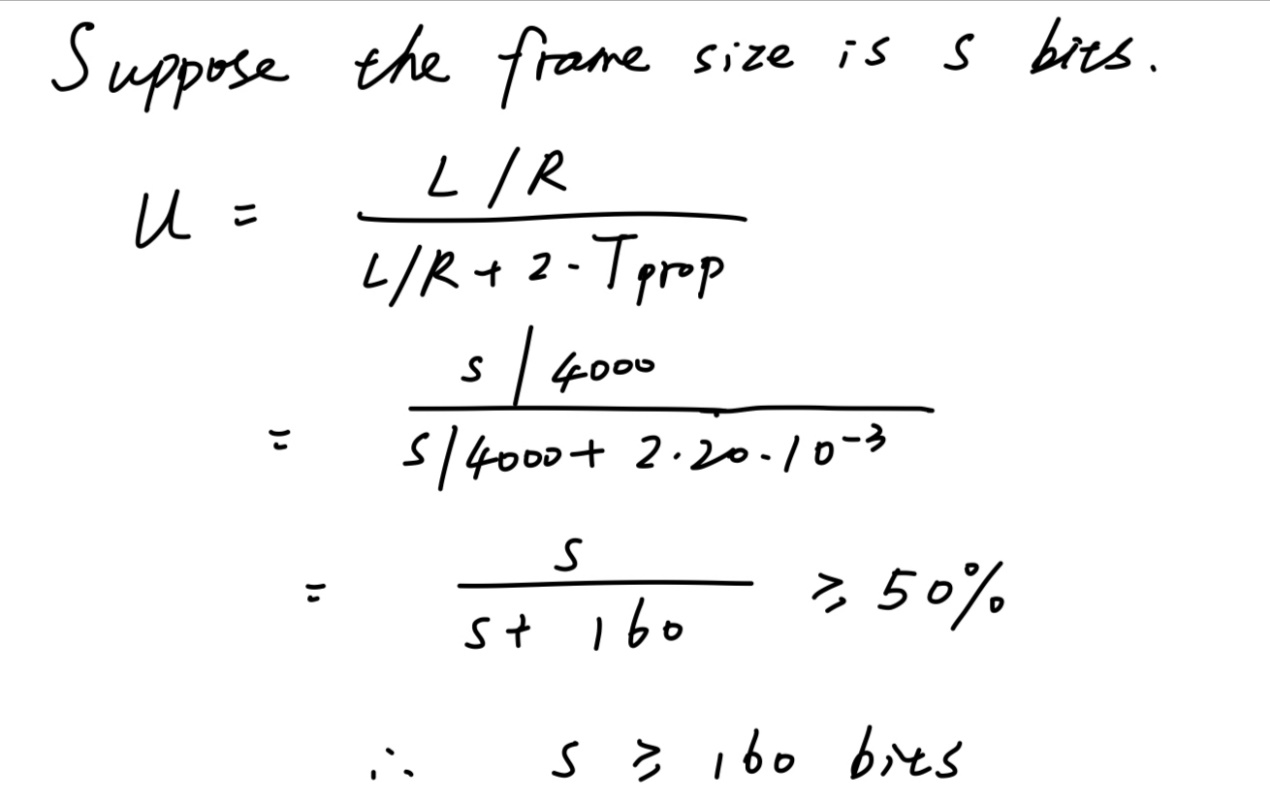 Suppose the frame size is s bits.
U = L/R
L/R + 2·Tprop
s/4000
= s/4000 + 2·20·10⁻³
= s
s + 160 ≥ 50%
∴ s ≥ 160 bits